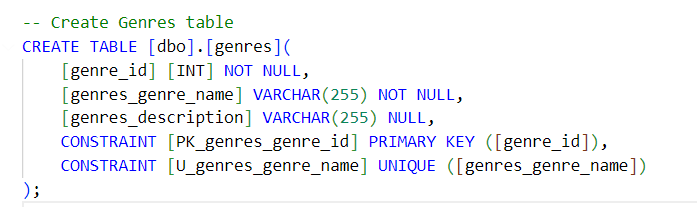 -- Create Genres table
CREATE TABLE [dbo].[genres](
    [genre_id] [INT] NOT NULL,
    [genres_genre_name] VARCHAR(255) NOT NULL,
    [genres_description] VARCHAR(255) NULL,
    CONSTRAINT [PK_genres_genre_id] PRIMARY KEY ([genre_id]),
    CONSTRAINT [U_genres_genre_name] UNIQUE ([genres_genre_name])
);